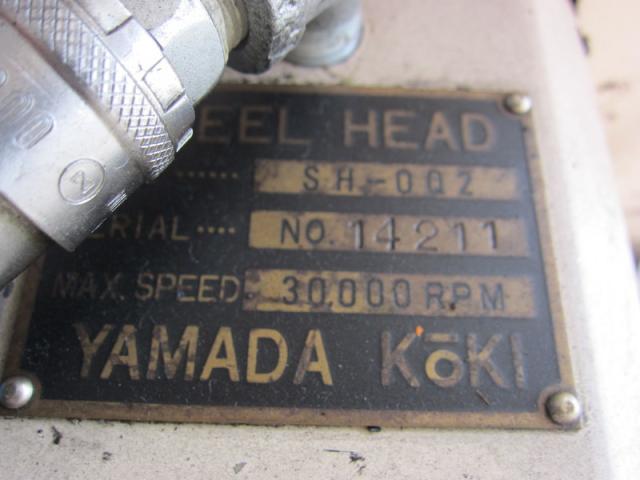 EEL HEAD
SH-002
ERIAL .... NO. 14211
MAX. SPEED 30,000 RPM
YAMADA KōKI